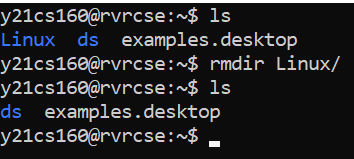 y21cs160@rvrcse:~$ ls
Linux  ds  examples.desktop
y21cs160@rvrcse:~$ rmdir Linux/
y21cs160@rvrcse:~$ ls
ds  examples.desktop
y21cs160@rvrcse:~$